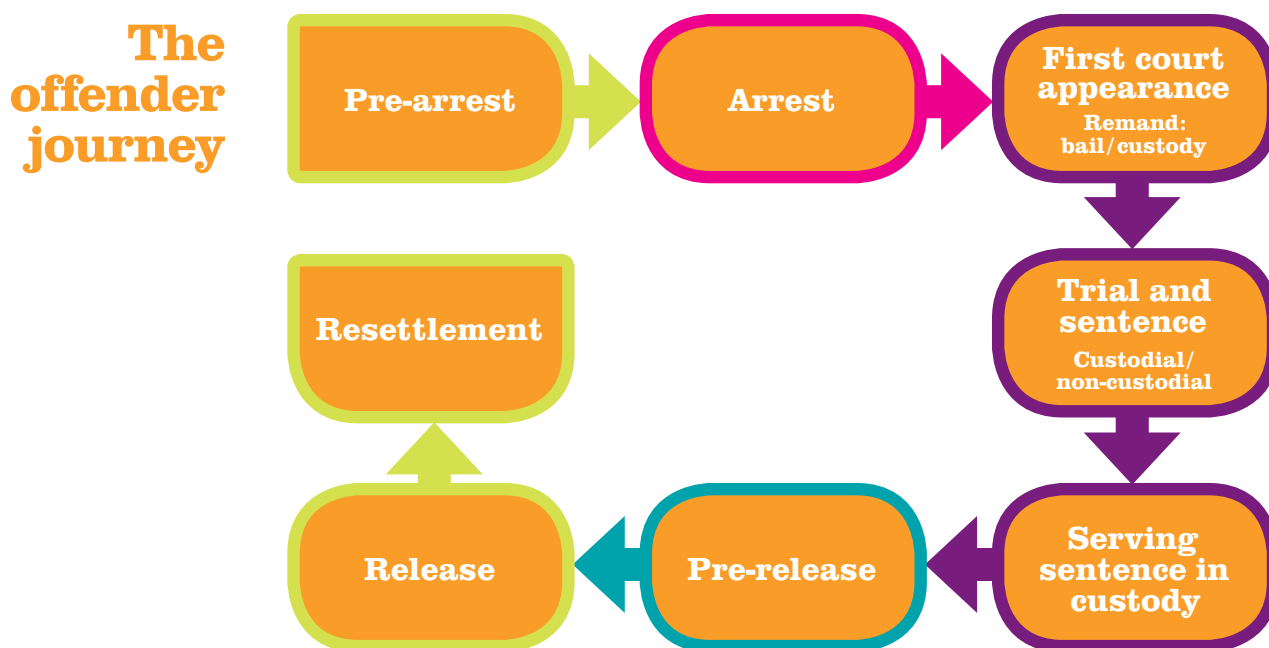 The
offender
journey
Pre-arrest
Arrest
First court
appearance
Remand:
bail/custody
Trial and
sentence
Custodial/
non-custodial
Serving
sentence in
custody
Pre-release
Release
Resettlement